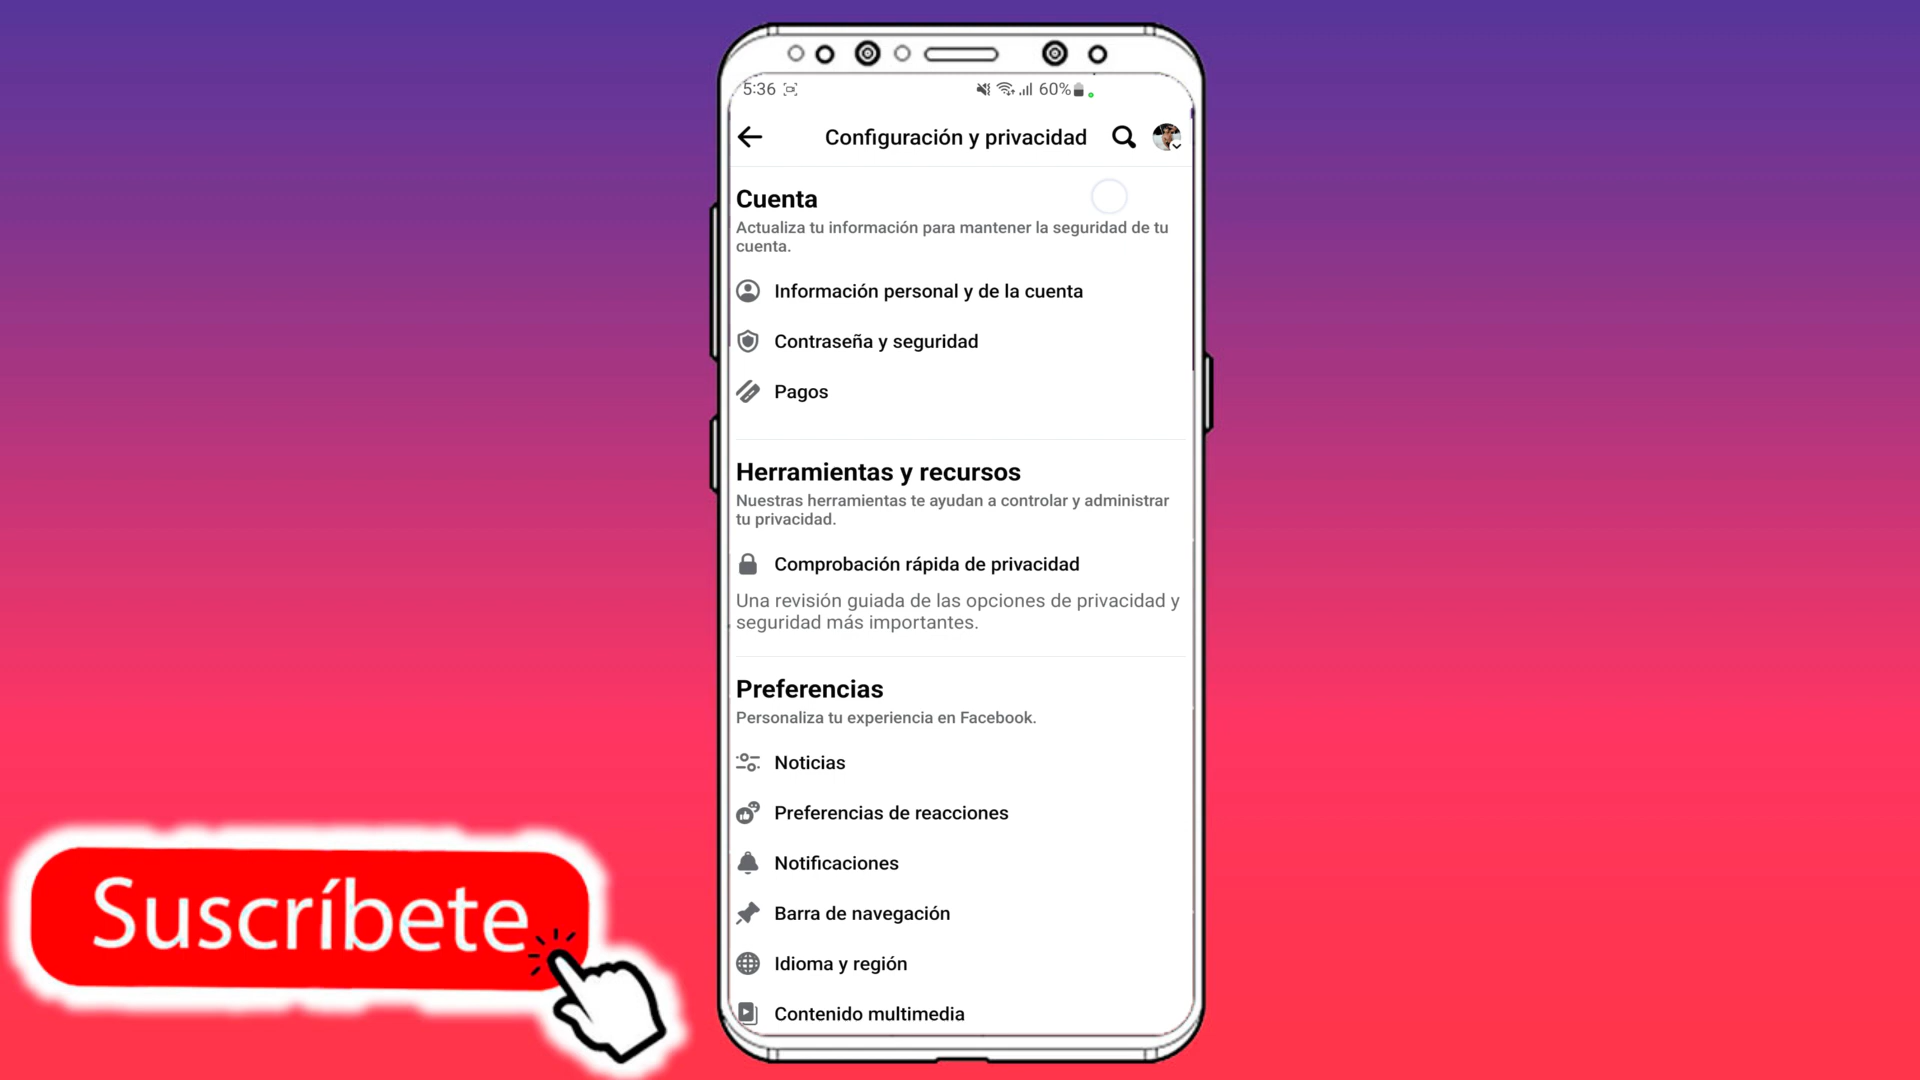 5:36
60%
Configuración y privacidad
Cuenta
Actualiza tu información para mantener la seguridad de tu
cuenta.
Información personal y de la cuenta
Contraseña y seguridad
Pagos
Herramientas y recursos
Nuestras herramientas te ayudan a controlar y administrar
tu privacidad.
Comprobación rápida de privacidad
Una revisión guiada de las opciones de privacidad y
seguridad más importantes.
Preferencias
Personaliza tu experiencia en Facebook.
Noticias
Preferencias de reacciones
Notificaciones
Barra de navegación
Idioma y región
Contenido multimedia
Suscríbete